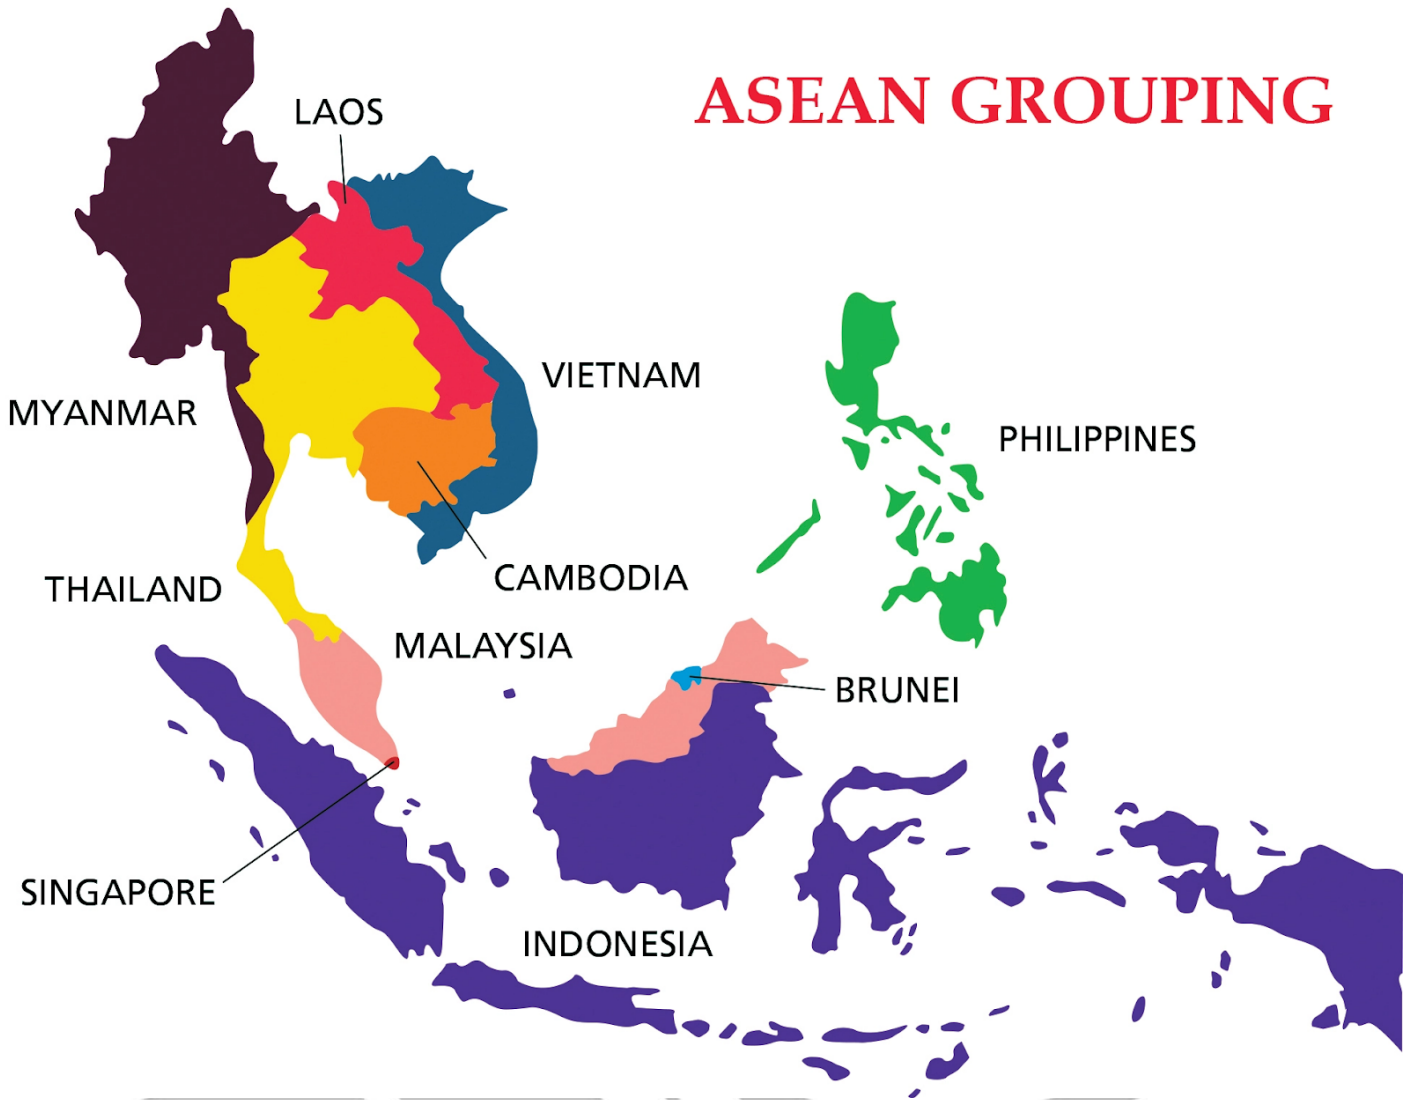 ASEAN GROUPING
LAOS
VIETNAM
MYANMAR
PHILIPPINES
CAMBODIA
THAILAND
MALAYSIA
BRUNEI
SINGAPORE
INDONESIA